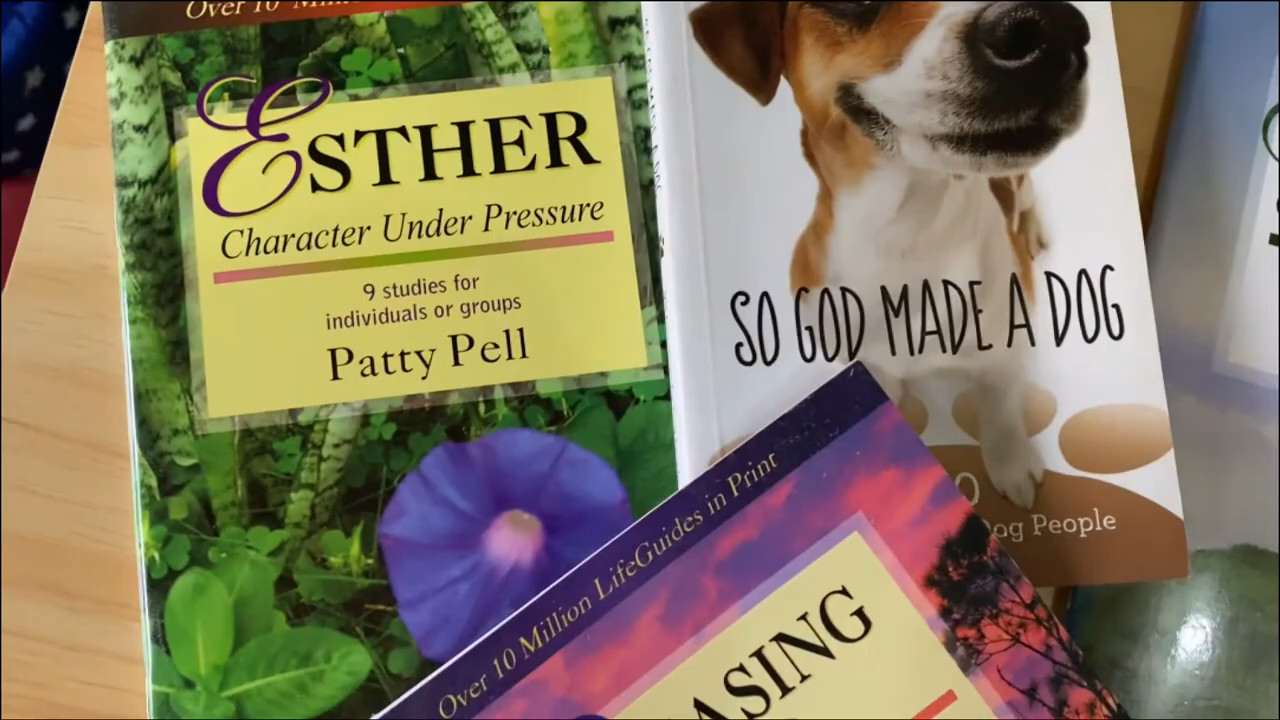 Over 10
ESTHER
Character Under Pressure
9 studies for
individuals or groups
Patty Pell
SO GOD MADE A DOG
Dog People
Over 10 Million LifeGuides in Print
ASING